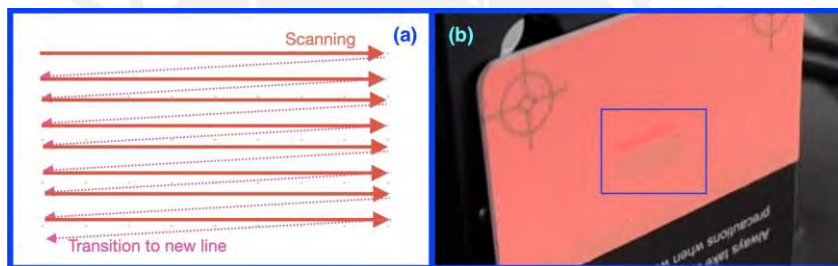 Scanning (a)
Transition to new line
(b)
Always take
precautions when